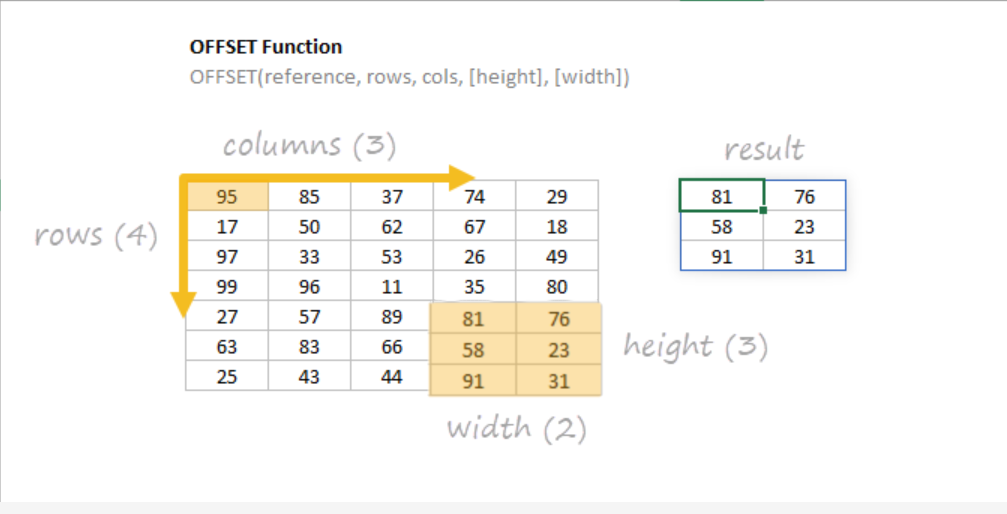 OFFSET Function
OFFSET(reference, rows, cols, [height], [width])
columns (3)
result
rows (4)
95 85 37 74 29
17 50 62 67 18
97 33 53 26 49
99 96 11 35 80
27 57 89 81 76
63 83 66 58 23
25 43 44 91 31
81 76
58 23
91 31
height (3)
width (2)